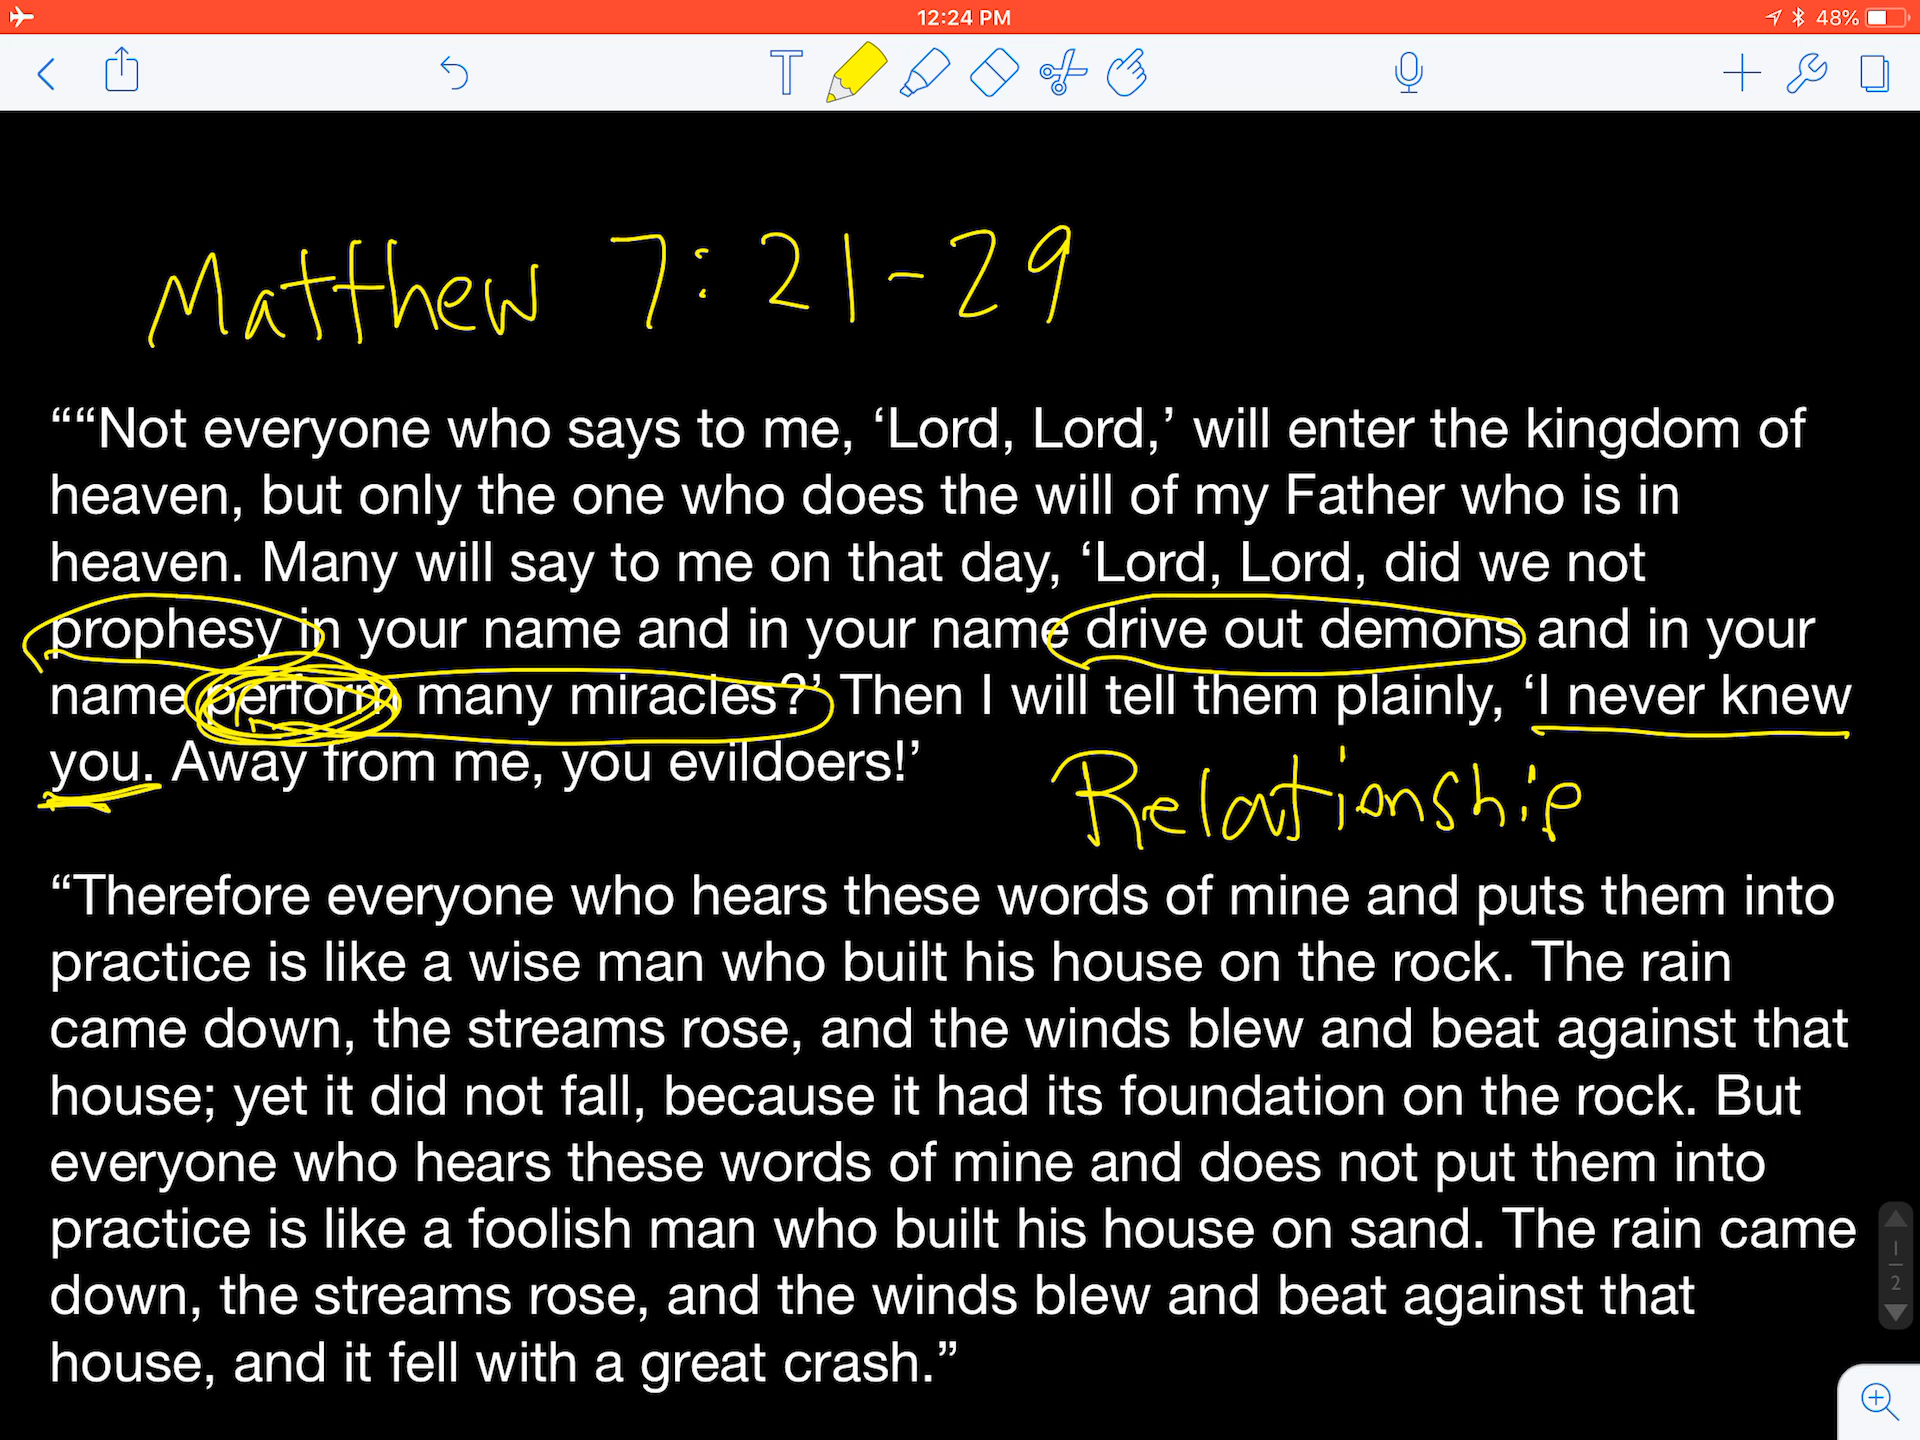 12:24 PM
48%
T
Matthew 7:21-29
““Not everyone who says to me, ‘Lord, Lord,’ will enter the kingdom of
heaven, but only the one who does the will of my Father who is in
heaven. Many will say to me on that day, ‘Lord, Lord, did we not
prophesy in your name and in your name drive out demons and in your
name perform many miracles?’ Then I will tell them plainly, ‘I never knew
you. Away from me, you evildoers!’
Relationship
“Therefore everyone who hears these words of mine and puts them into
practice is like a wise man who built his house on the rock. The rain
came down, the streams rose, and the winds blew and beat against that
house; yet it did not fall, because it had its foundation on the rock. But
everyone who hears these words of mine and does not put them into
practice is like a foolish man who built his house on sand. The rain came
down, the streams rose, and the winds blew and beat against that
house, and it fell with a great crash.”
1
2